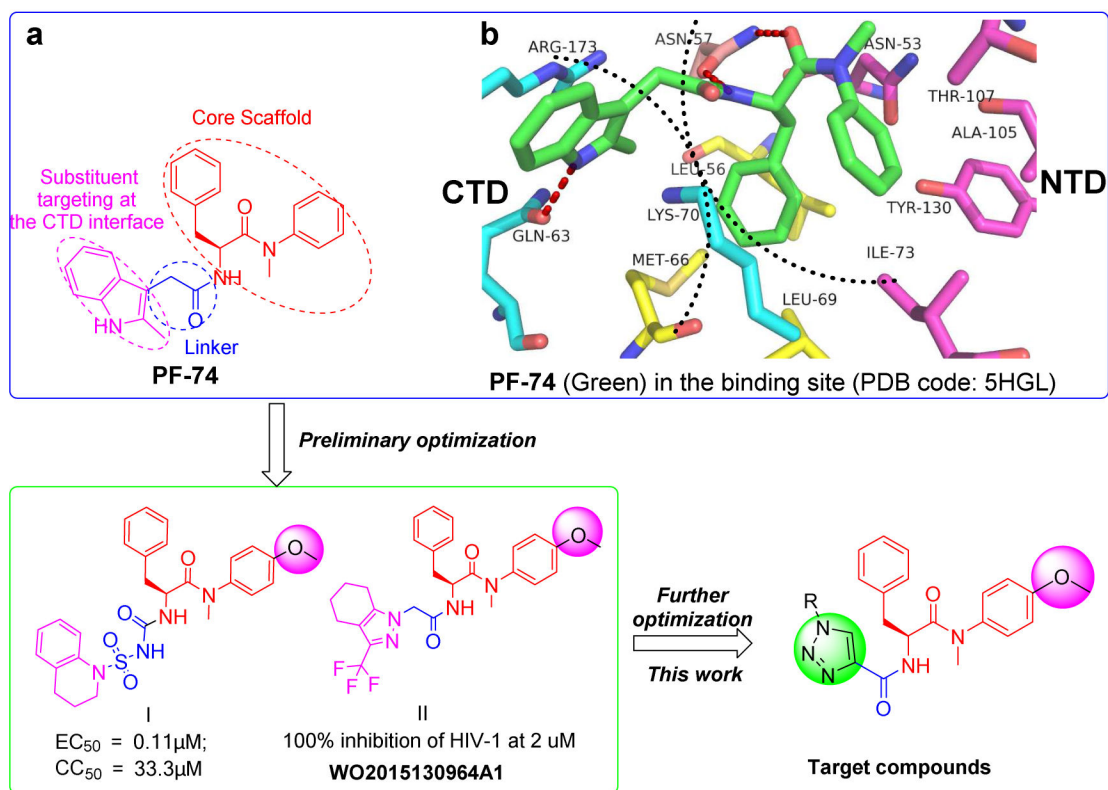 a
Core Scaffold
Substituent
targeting at
the CTD interface
O
N
NH
O
HN
Linker
PF-74
b
ARG-173
ASN-57
ASN-53
THR-107
ALA-105
LEU-56
CTD
NTD
LYS-70
TYR-130
GLN-63
MET-66
ILE-73
LEU-69
PF-74 (Green) in the binding site (PDB code: 5HGL)
Preliminary optimization
O
O
N
O
NH
N
S
NH
O
O
I
EC50 = 0.11µM;
CC50 = 33.3µM
O
O
N
N
NH
N
O
F
F
F
II
100% inhibition of HIV-1 at 2 uM
WO2015130964A1
Further
optimization
This work
O
R
O
N
N
N
N
NH
O
Target compounds